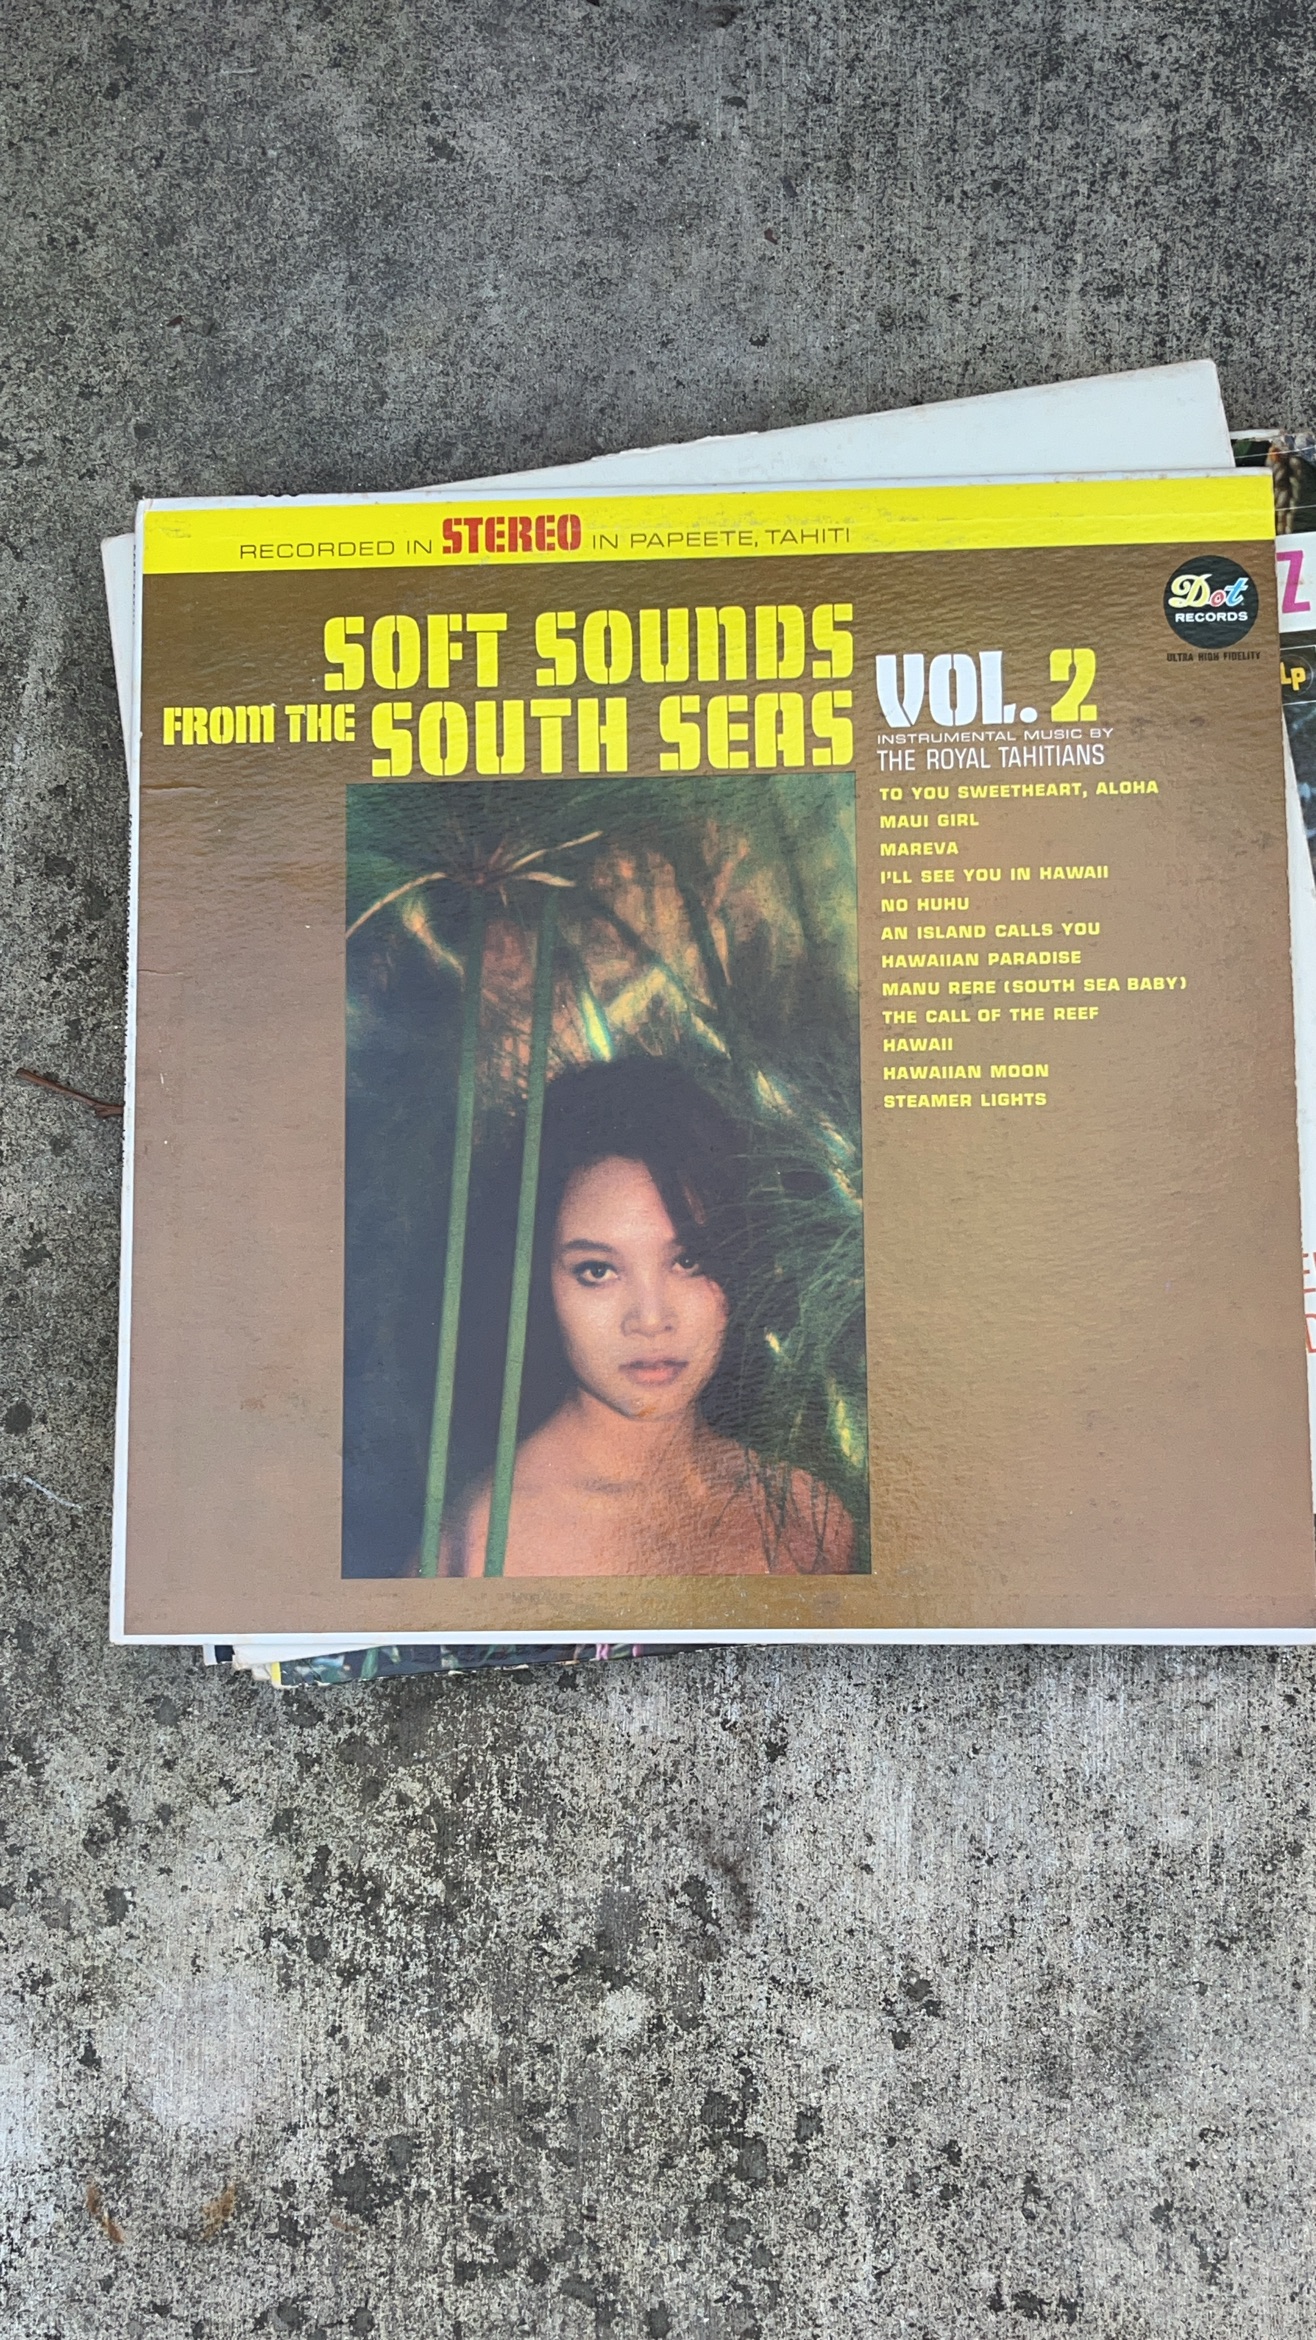 RECORDED IN STEREO IN PAPEETE, TAHITI
Dot
RECORDS
ULTRA HIGH FIDELITY
SOFT SOUNDS
FROM THE SOUTH SEAS
VOL. 2
INSTRUMENTAL MUSIC BY
THE ROYAL TAHITIANS
TO YOU SWEETHEART, ALOHA
MAUI GIRL
MAREVA
I'LL SEE YOU IN HAWAII
NO HUHU
AN ISLAND CALLS YOU
HAWAIIAN PARADISE
MANU RERE (SOUTH SEA BABY)
THE CALL OF THE REEF
HAWAII
HAWAIIAN MOON
STEAMER LIGHTS
Z
LP